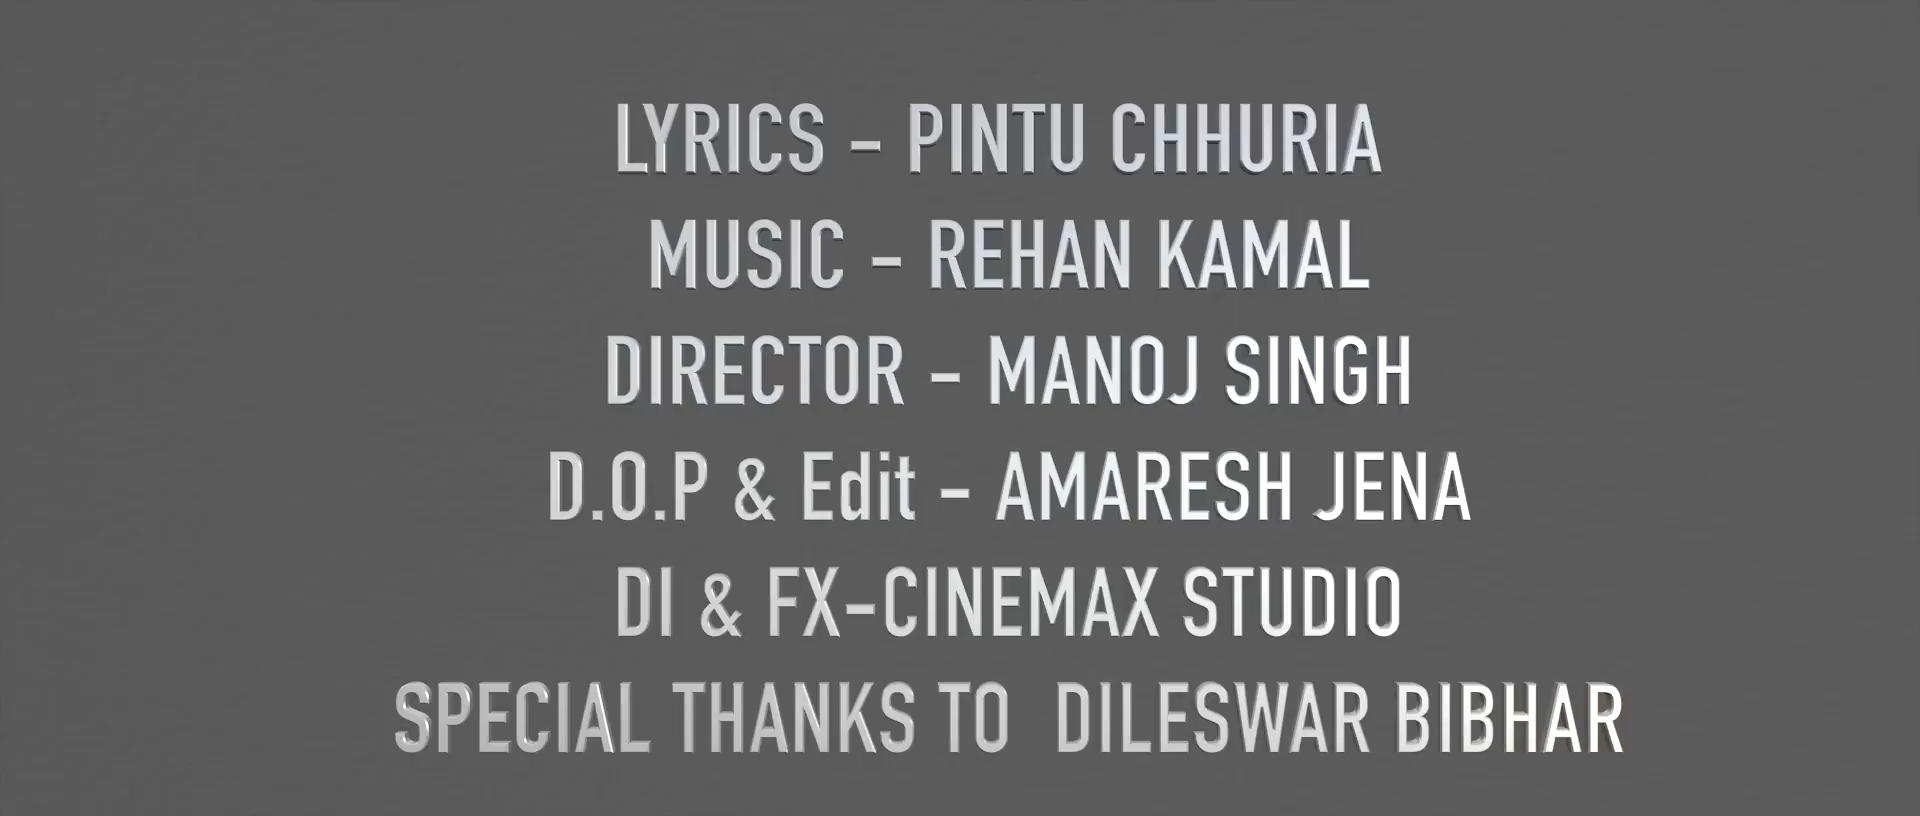 LYRICS - PINTU CHHURIA
MUSIC - REHAN KAMAL
DIRECTOR - MANOJ SINGH
D.O.P & Edit - AMARESH JENA
DI & FX-CINEMAX STUDIO
SPECIAL THANKS TO  DILESWAR BIBHAR